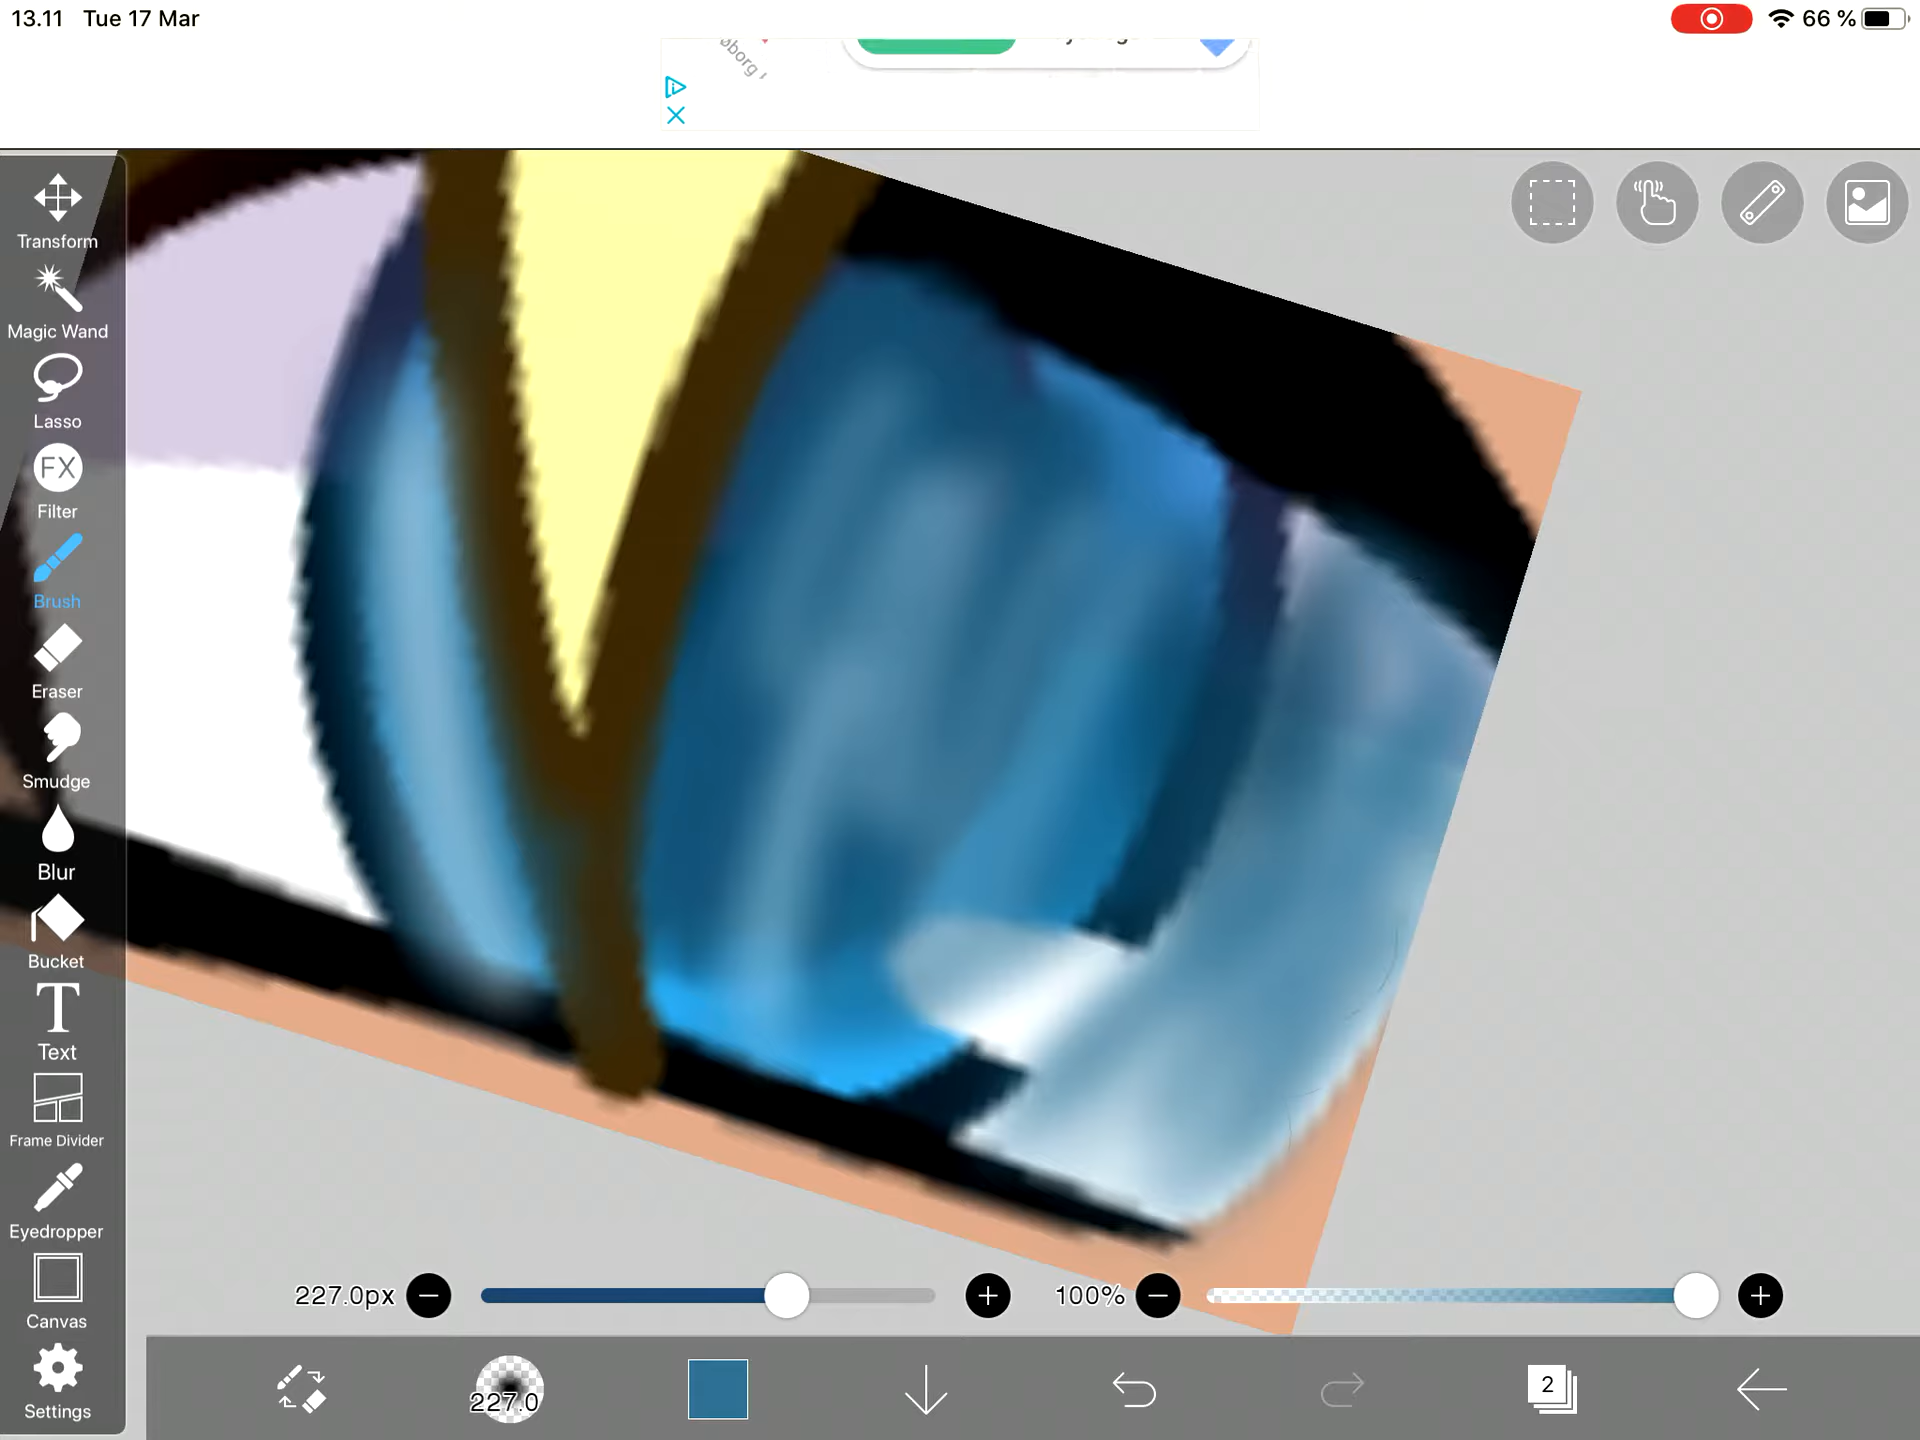 13.11 Tue 17 Mar
66 %
Transform
Magic Wand
Lasso
FX
Filter
Brush
Eraser
Smudge
Blur
Bucket
T
Text
Frame Divider
Eyedropper
Canvas
Settings
227.0px
100%
227.0
2